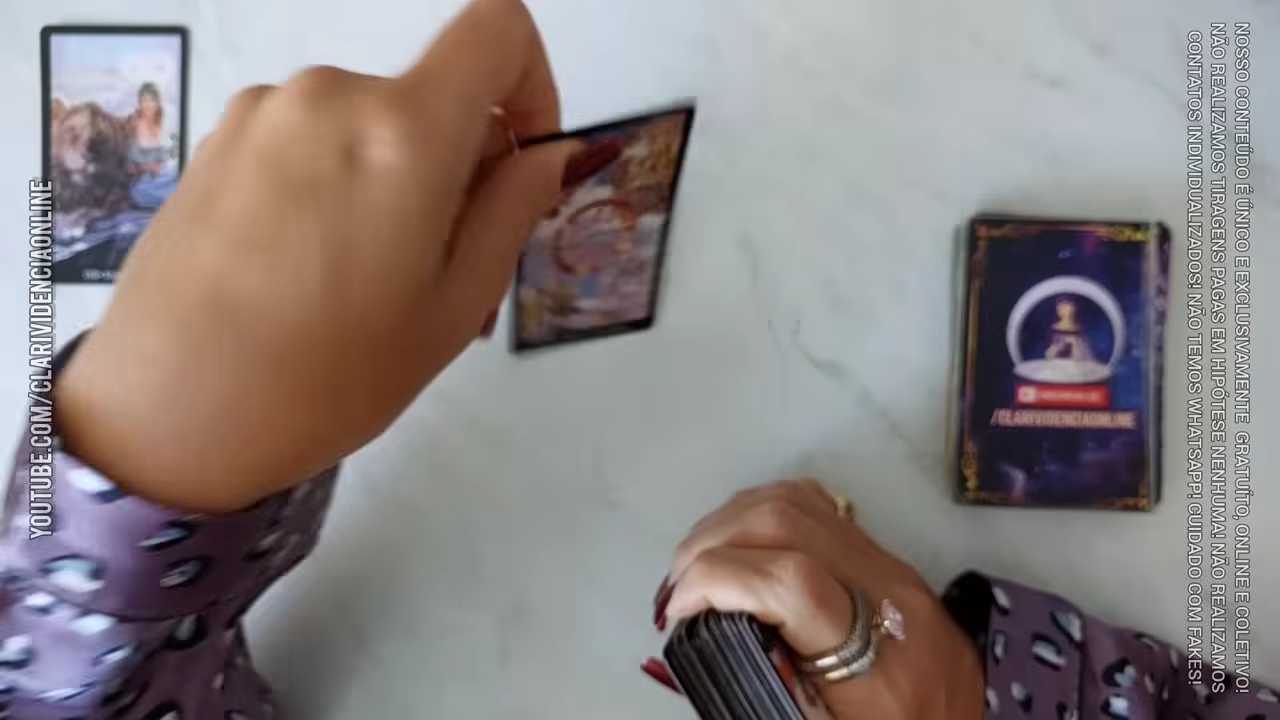 YOUTUBE.COM/CLARIVIDENCIAONLINE
/CLARIVIDENCIAONLINE
NOSSO CONTEÚDO É ÚNICO E EXCLUSIVAMENTE GRATUÍTO, ONLINE E COLETIVO!
NÃO REALIZAMOS TIRAGENS PAGAS EM HIPÓTESE NENHUMA! NÃO REALIZAMOS
CONTATOS INDIVIDUALIZADOS! NÃO TEMOS WHATSAPP! CUIDADO COM FAKES!